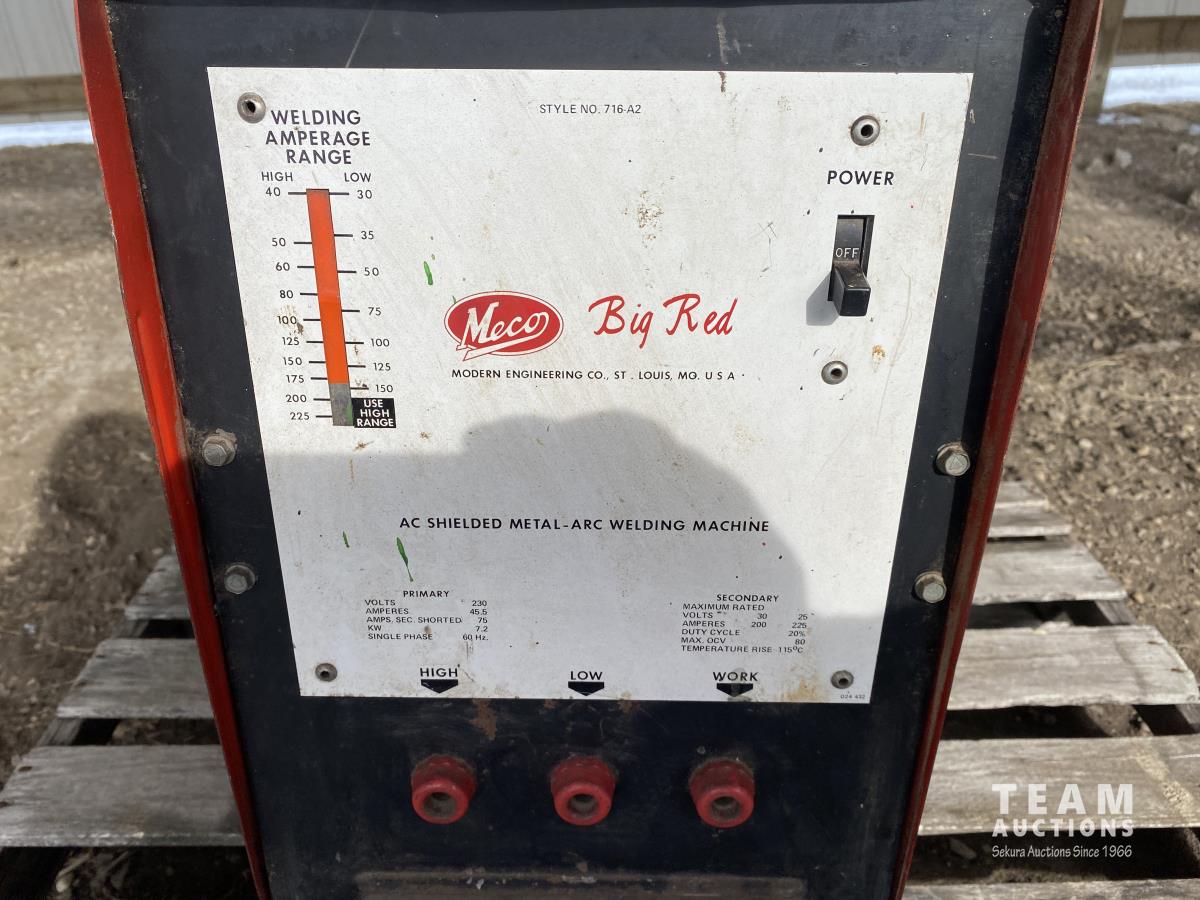 STYLE NO. 716-A2
WELDING
AMPERAGE
RANGE
HIGH LOW
40 30
35
50
60 50
80
75
100
125 100
150 125
175
150
200
225
USE
HIGH
RANGE
POWER
OFF
Meco Big Red
MODERN ENGINEERING CO., ST. LOUIS, MO. U S A
AC SHIELDED METAL-ARC WELDING MACHINE
PRIMARY
VOLTS 230
AMPERES 45.5
AMPS. SEC. SHORTED 75
KW 7.2
SINGLE PHASE 60 Hz.
SECONDARY
MAXIMUM RATED
VOLTS 30 25
AMPERES 200 225
DUTY CYCLE 20%
MAX. OCV 80
TEMPERATURE RISE 115°C
HIGH LOW WORK
024 432
TEAM
AUCTIONS
Sekura Auctions Since 1966